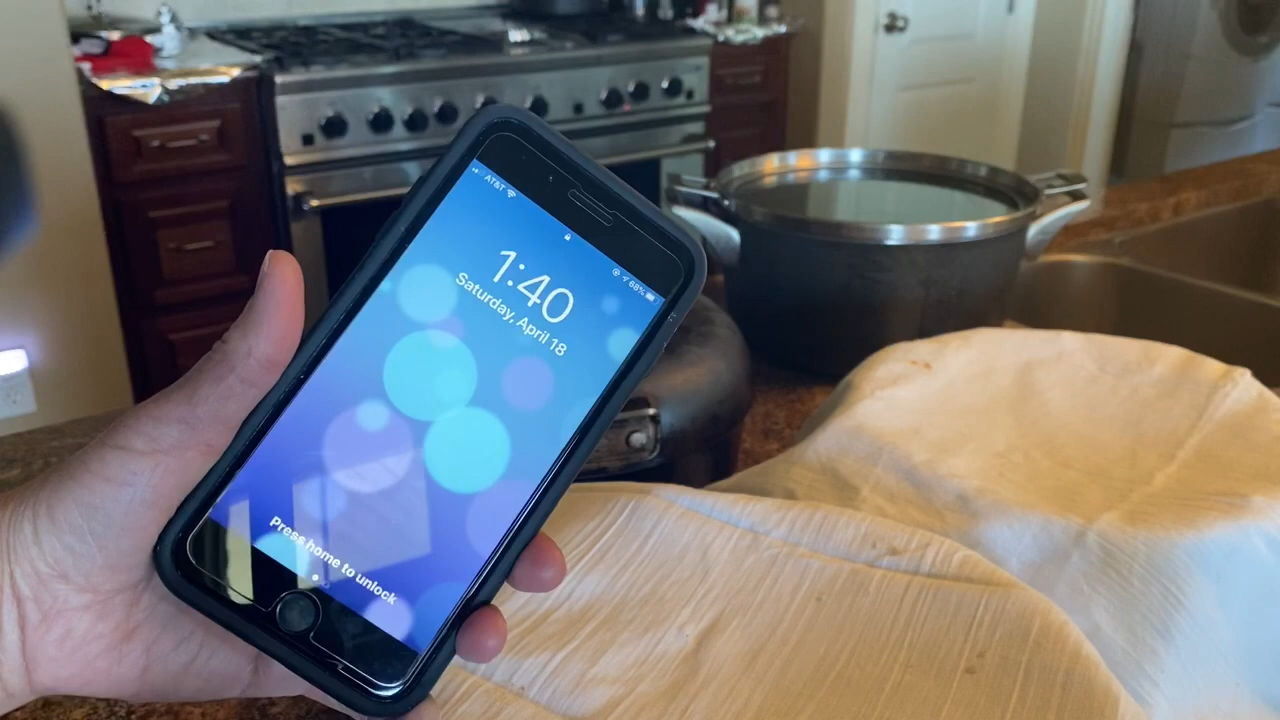 AT&T
68%
1:40
Saturday, April 18
Press home to unlock